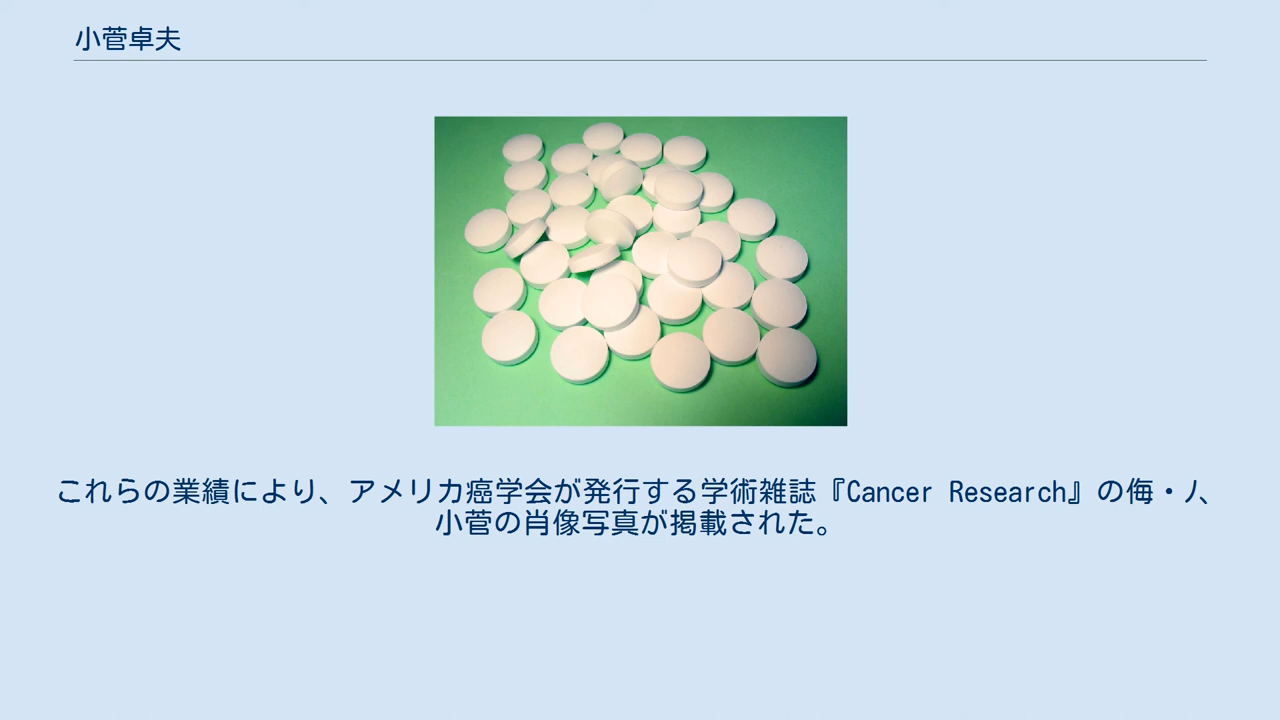 小菅卓夫
これらの業績により、アメリカ癌学会が発行する学術雑誌『Cancer Research』の侮・ﾉ、
小菅の肖像写真が掲載された。